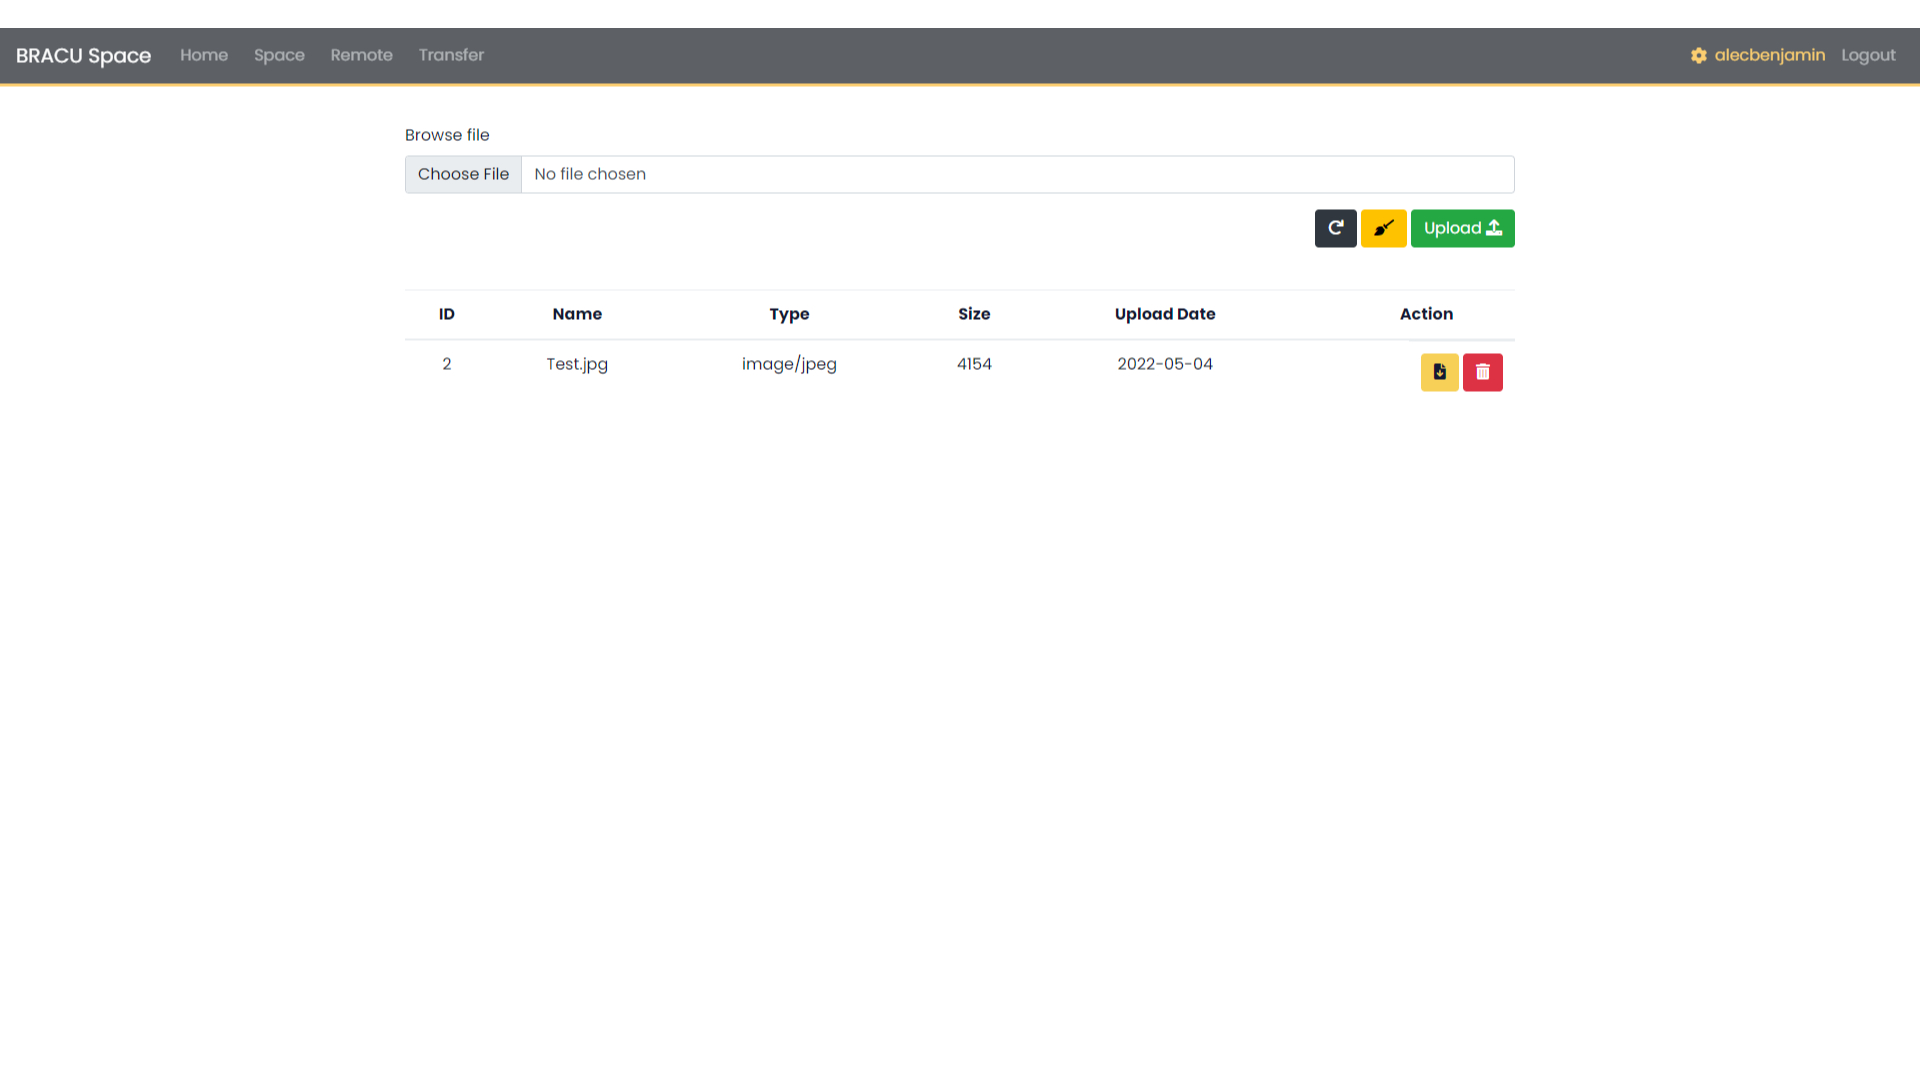 BRACU Space Home Space Remote Transfer alecbenjamin Logout
Browse file
Choose File No file chosen
Upload
ID Name Type Size Upload Date Action
2 Test.jpg image/jpeg 4154 2022-05-04